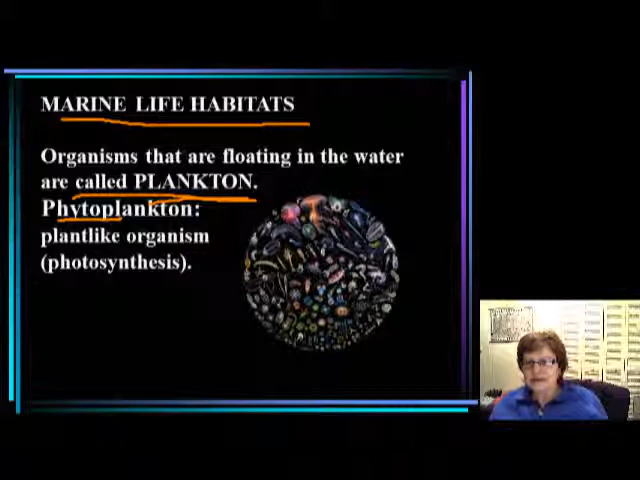 MARINE LIFE HABITATS
Organisms that are floating in the water
are called PLANKTON.
Phytoplankton:
plantlike organism
(photosynthesis).